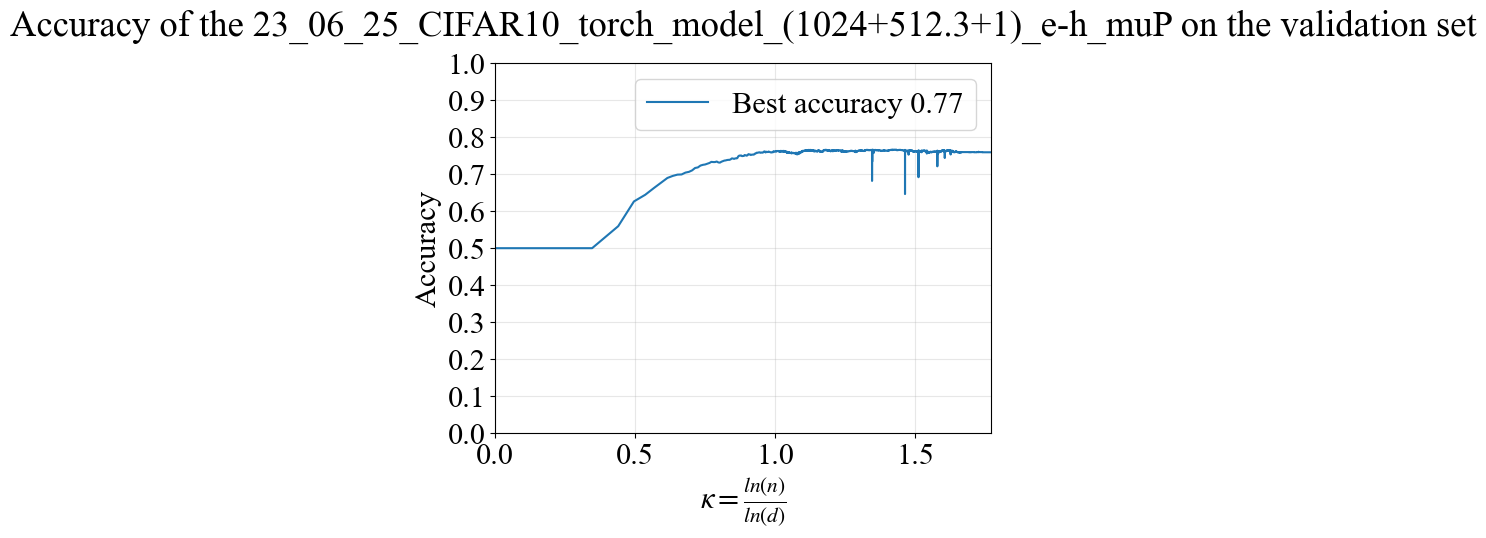 Accuracy of the 23_06_25_CIFAR10_torch_model_(1024+512.3+1)_e-h_muP on the validation set
1.0
0.9
0.8
0.7
0.6
0.5
0.4
0.3
0.2
0.1
0.0
Best accuracy 0.77
Accuracy
0.0 0.5 1.0 1.5
κ = ln(n)/ln(d)